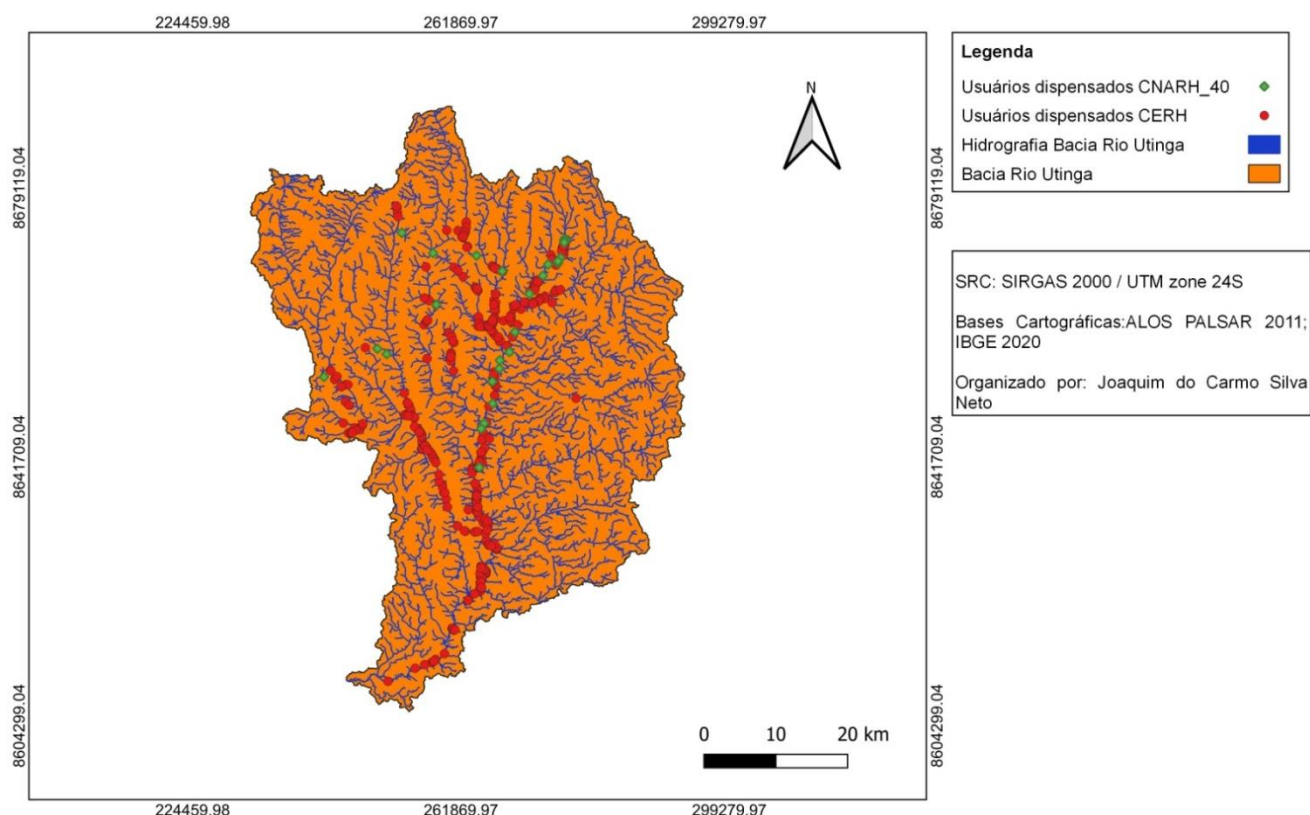 224459.98 261869.97 299279.04
8679119.04
8641709.04
8604299.04
N
0 10 20 km
8679119.04
8641709.04
8604299.04
224459.98 261869.97 299279.04
Legenda
Usuários dispensados CNARH_40
Usuários dispensados CERH
Hidrografia Bacia Rio Utinga
Bacia Rio Utinga
SRC: SIRGAS 2000 / UTM zone 24S
Bases Cartográficas:ALOS PALSAR 2011;
IBGE 2020
Organizado por: Joaquim do Carmo Silva
Neto